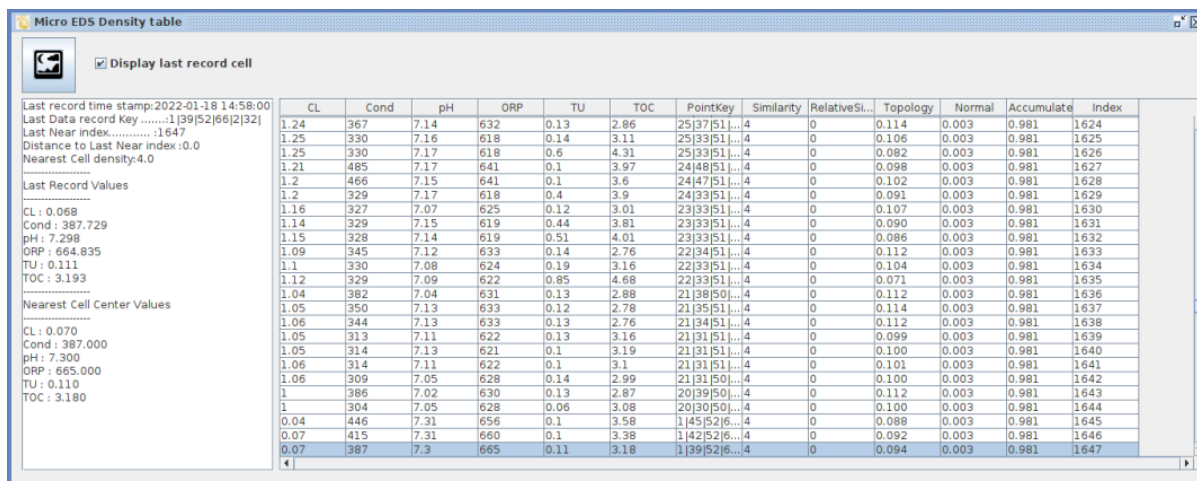 Micro EDS Density table
Display last record cell
Last record time stamp:2022-01-18 14:58:00
Last Data record Key .......:1|39|52|66|2|32|
Last Near index............ :1647
Distance to Last Near index :0.0
Nearest Cell density:4.0
-------------------
Last Record Values
-------------------
CL : 0.068
Cond : 387.729
pH : 7.298
ORP : 664.835
TU : 0.111
TOC : 3.193
-------------------
Nearest Cell Center Values
-------------------
CL : 0.070
Cond : 387.000
pH : 7.300
ORP : 665.000
TU : 0.110
TOC : 3.180
CL Cond pH ORP TU TOC PointKey Similarity RelativeSi... Topology Normal Accumulate Index
1.24 367 7.14 632 0.13 2.86 25|37|51|... 4 0 0.114 0.003 0.981 1624
1.25 330 7.16 618 0.14 3.11 25|33|51|... 4 0 0.106 0.003 0.981 1625
1.25 330 7.17 618 0.6 4.31 25|33|51|... 4 0 0.082 0.003 0.981 1626
1.21 485 7.17 641 0.1 3.97 24|48|51|... 4 0 0.098 0.003 0.981 1627
1.2 466 7.15 641 0.1 3.6 24|47|51|... 4 0 0.102 0.003 0.981 1628
1.2 329 7.17 618 0.4 3.9 24|33|51|... 4 0 0.091 0.003 0.981 1629
1.16 327 7.07 625 0.12 3.01 23|33|51|... 4 0 0.107 0.003 0.981 1630
1.14 329 7.15 619 0.44 3.81 23|33|51|... 4 0 0.090 0.003 0.981 1631
1.15 328 7.14 619 0.51 4.01 23|33|51|... 4 0 0.086 0.003 0.981 1632
1.09 345 7.12 633 0.14 2.76 22|34|51|... 4 0 0.112 0.003 0.981 1633
1.1 330 7.08 624 0.19 3.16 22|33|51|... 4 0 0.104 0.003 0.981 1634
1.12 329 7.09 622 0.85 4.68 22|33|51|... 4 0 0.071 0.003 0.981 1635
1.04 382 7.04 631 0.13 2.88 21|38|50|... 4 0 0.112 0.003 0.981 1636
1.05 350 7.13 633 0.12 2.78 21|35|51|... 4 0 0.114 0.003 0.981 1637
1.06 344 7.13 633 0.13 2.76 21|34|51|... 4 0 0.112 0.003 0.981 1638
1.05 313 7.11 622 0.13 3.16 21|31|51|... 4 0 0.099 0.003 0.981 1639
1.05 314 7.13 621 0.1 3.19 21|31|51|... 4 0 0.100 0.003 0.981 1640
1.06 314 7.11 622 0.1 3.1 21|31|51|... 4 0 0.101 0.003 0.981 1641
1.06 309 7.05 628 0.14 2.99 21|31|50|... 4 0 0.100 0.003 0.981 1642
1 386 7.02 630 0.13 2.87 20|39|50|... 4 0 0.112 0.003 0.981 1643
1 304 7.05 628 0.06 3.08 20|30|50|... 4 0 0.100 0.003 0.981 1644
0.04 446 7.31 656 0.1 3.58 1|45|52|6... 4 0 0.088 0.003 0.981 1645
0.07 415 7.31 660 0.1 3.38 1|42|52|6... 4 0 0.092 0.003 0.981 1646
0.07 387 7.3 665 0.11 3.18 1|39|52|6... 4 0 0.094 0.003 0.981 1647